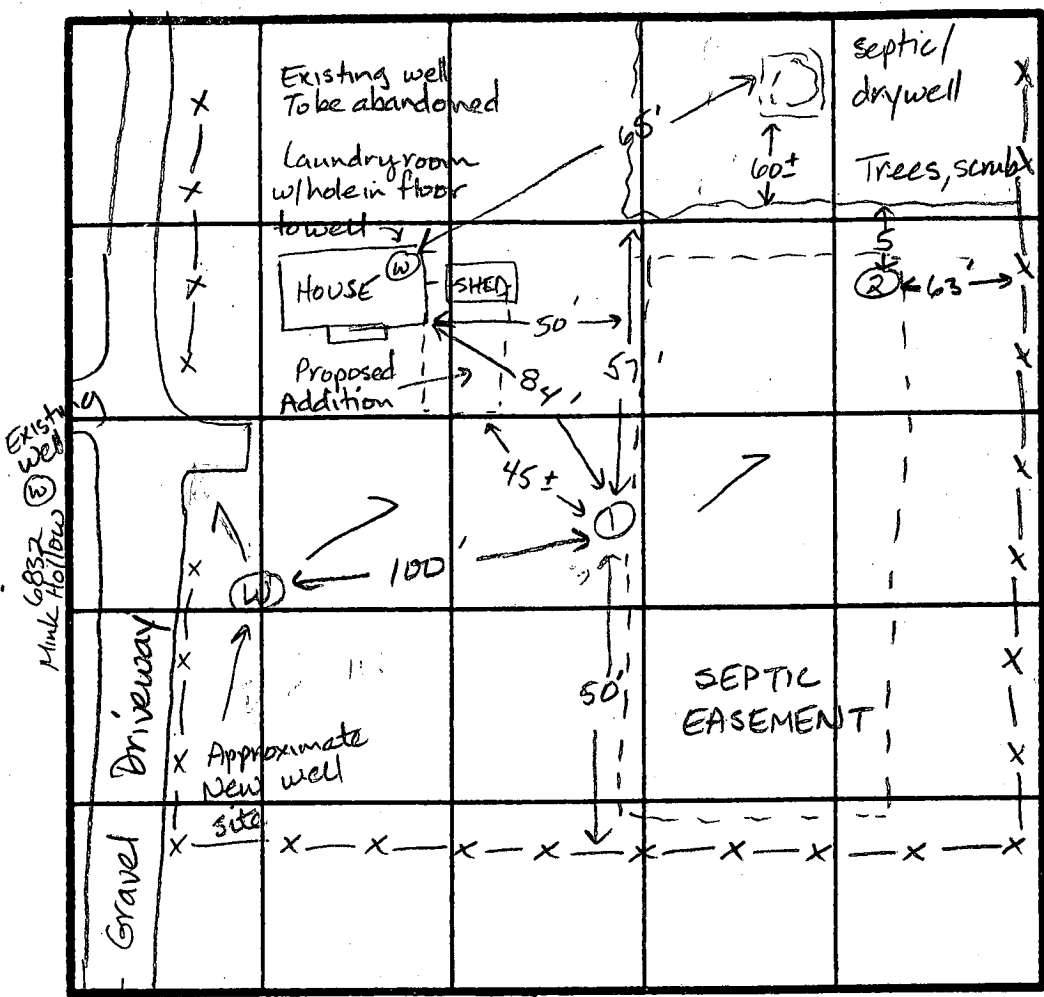 Existing well
To be abandoned
Laundry room
w/hole in floor
to well
65'
septic/
drywell
60±
Trees, scrub
HOUSE
W
SHED
50'
57'
5
2
63'
Proposed
Addition
84'
45±
1
100'
W
Existing
well
W
6832
Mink Hollow
50'
SEPTIC
EASEMENT
Approximate
New well
site
Gravel Driveway